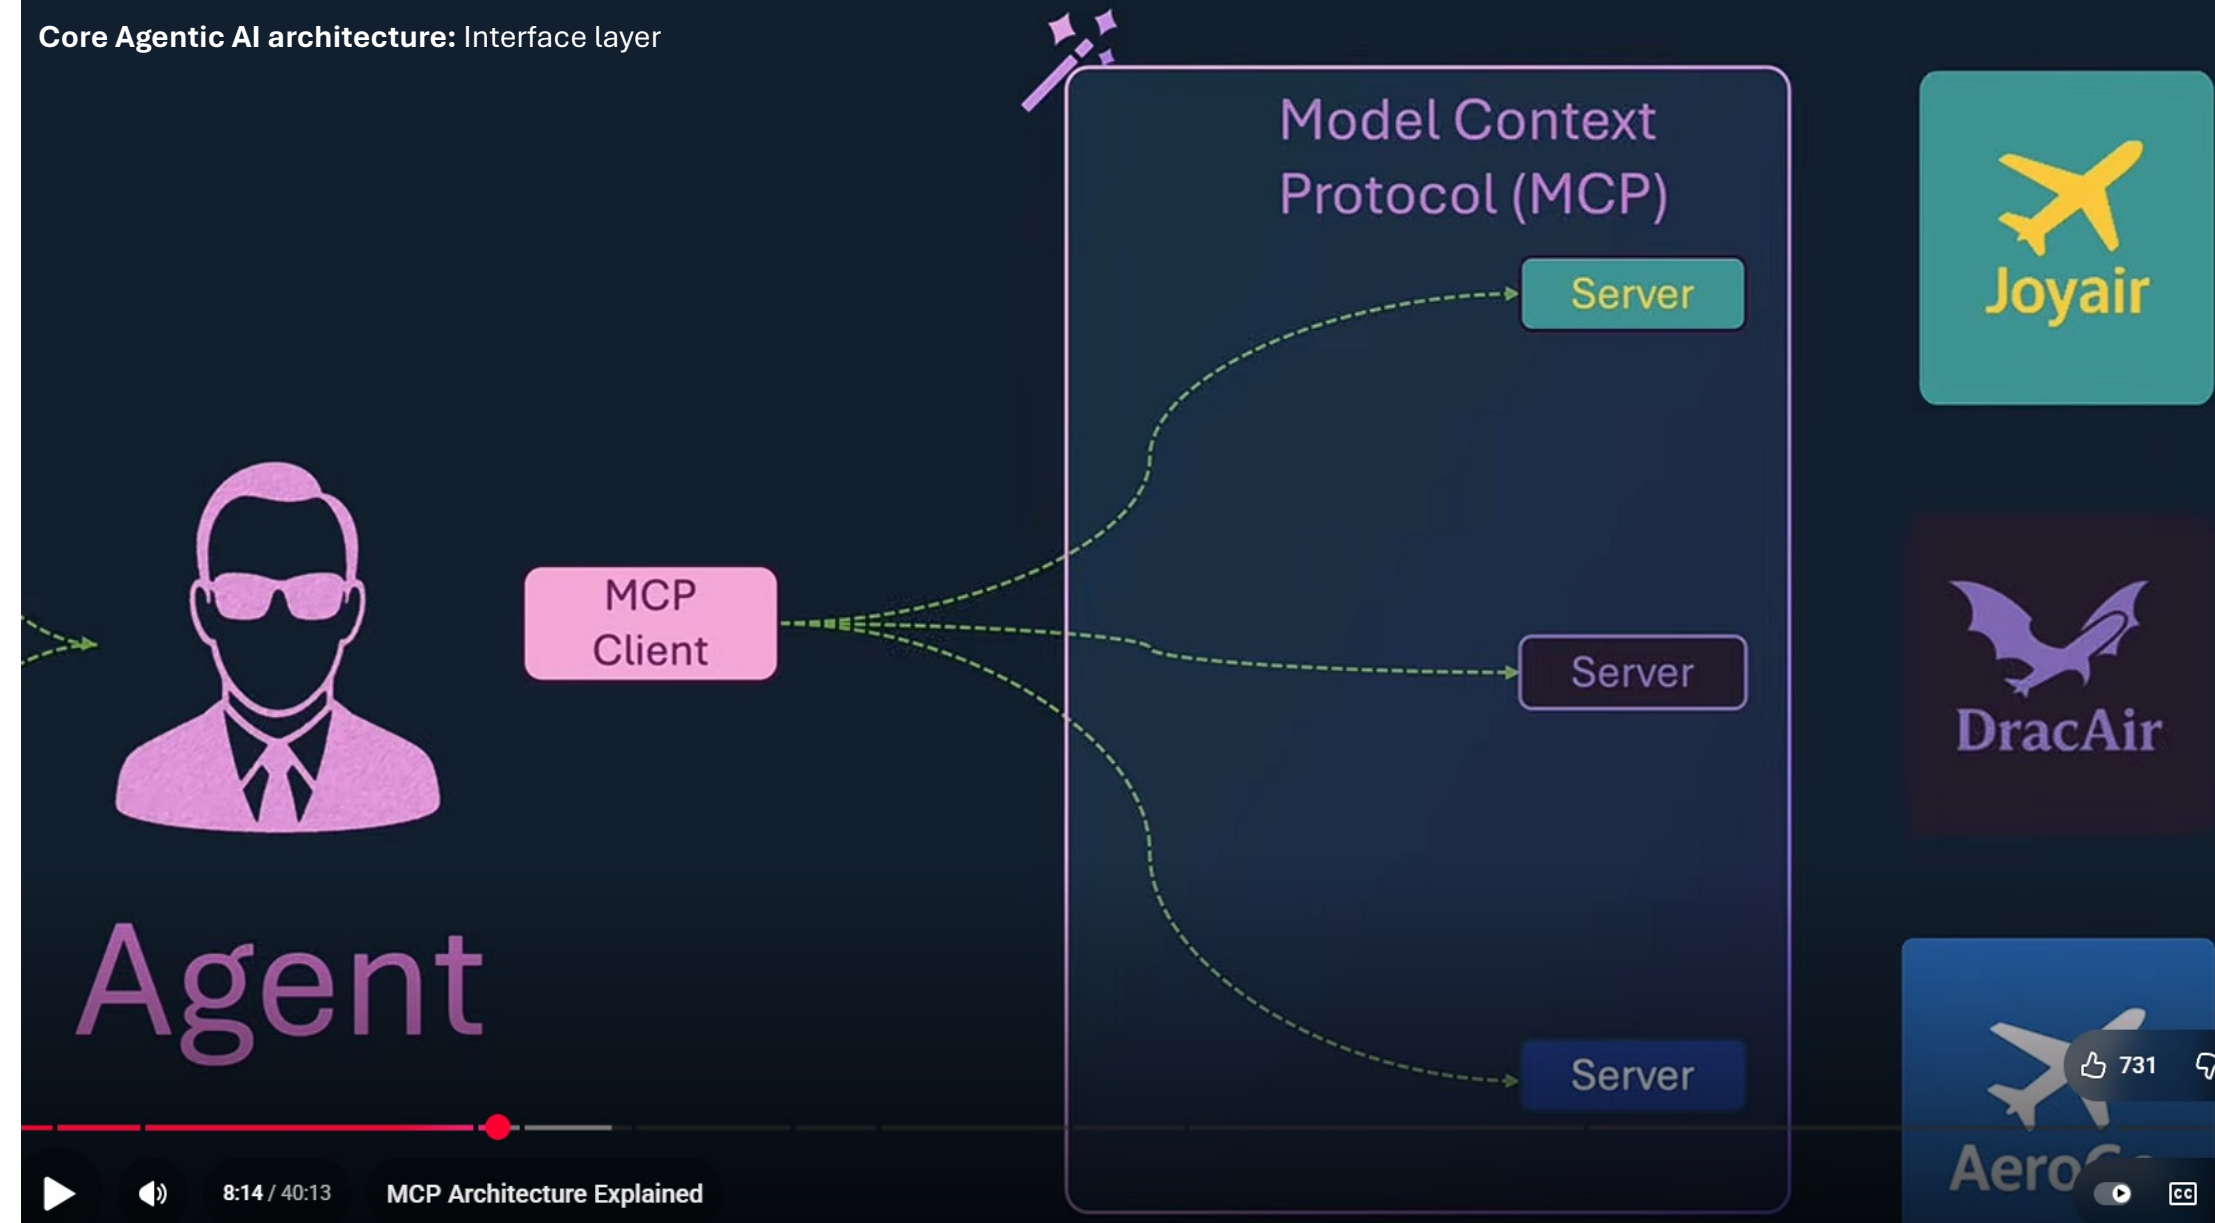 Core Agentic AI architecture: Interface layer
Model Context
Protocol (MCP)
Server
Joyair
MCP
Client
Server
DracAir
Agent
Server
731
8:14 / 40:13
MCP Architecture Explained
CC